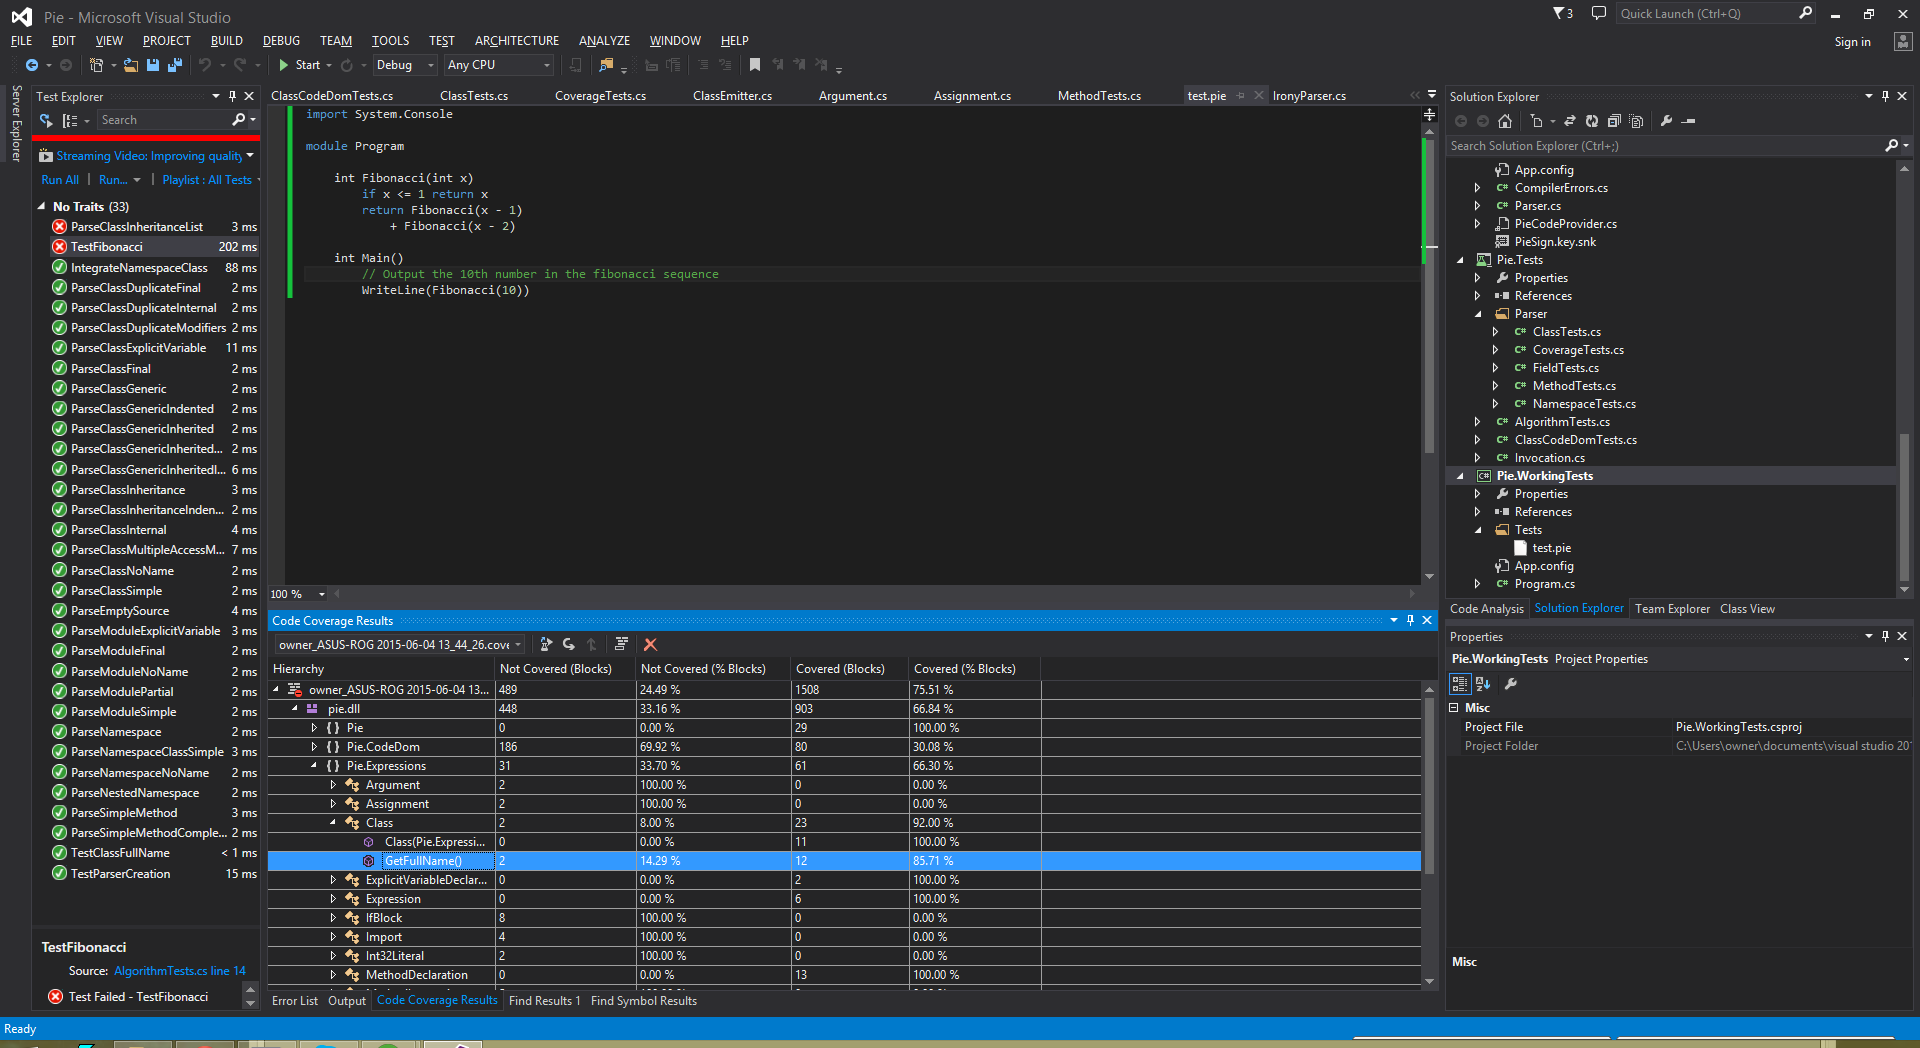 Pie - Microsoft Visual Studio
3
Quick Launch (Ctrl+Q)
FILE EDIT VIEW PROJECT BUILD DEBUG TEAM TOOLS TEST ARCHITECTURE ANALYZE WINDOW HELP
Sign in
Start Debug Any CPU
Server Explorer
Test Explorer
Search
Streaming Video: Improving quality
Run All | Run... | Playlist : All Tests
No Traits (33)
ParseClassInheritanceList 3 ms
TestFibonacci 202 ms
IntegrateNamespaceClass 88 ms
ParseClassDuplicateFinal 2 ms
ParseClassDuplicateInternal 2 ms
ParseClassDuplicateModifiers 2 ms
ParseClassExplicitVariable 11 ms
ParseClassFinal 2 ms
ParseClassGeneric 2 ms
ParseClassGenericIndented 2 ms
ParseClassGenericInherited 2 ms
ParseClassGenericInherited... 2 ms
ParseClassGenericInheritedI... 6 ms
ParseClassInheritance 3 ms
ParseClassInheritanceInden... 2 ms
ParseClassInternal 4 ms
ParseClassMultipleAccessM... 7 ms
ParseClassNoName 2 ms
ParseClassSimple 2 ms
ParseEmptySource 4 ms
ParseModuleExplicitVariable 3 ms
ParseModuleFinal 2 ms
ParseModuleNoName 2 ms
ParseModulePartial 2 ms
ParseModuleSimple 2 ms
ParseNamespace 2 ms
ParseNamespaceClassSimple 3 ms
ParseNamespaceNoName 2 ms
ParseNestedNamespace 2 ms
ParseSimpleMethod 3 ms
ParseSimpleMethodComple... 2 ms
TestClassFullName < 1 ms
TestParserCreation 15 ms
TestFibonacci
Source: AlgorithmTests.cs line 14
Test Failed - TestFibonacci
ClassCodeDomTests.cs ClassTests.cs CoverageTests.cs ClassEmitter.cs Argument.cs Assignment.cs MethodTests.cs test.pie IronyParser.cs
import System.Console
module Program
int Fibonacci(int x)
if x <= 1 return x
return Fibonacci(x - 1)
+ Fibonacci(x - 2)
int Main()
// Output the 10th number in the fibonacci sequence
WriteLine(Fibonacci(10))
100 %
Code Coverage Results
owner_ASUS-ROG 2015-06-04 13_44_26.cove
Hierarchy Not Covered (Blocks) Not Covered (% Blocks) Covered (Blocks) Covered (% Blocks)
owner_ASUS-ROG 2015-06-04 13... 489 24.49 % 1508 75.51 %
pie.dll 448 33.16 % 903 66.84 %
{ } Pie 0 0.00 % 29 100.00 %
{ } Pie.CodeDom 186 69.92 % 80 30.08 %
{ } Pie.Expressions 31 33.70 % 61 66.30 %
Argument 2 100.00 % 0 0.00 %
Assignment 2 100.00 % 0 0.00 %
Class 2 8.00 % 23 92.00 %
Class(Pie.Expressi... 0 0.00 % 11 100.00 %
GetFullName() 2 14.29 % 12 85.71 %
ExplicitVariableDeclar... 0 0.00 % 2 100.00 %
Expression 0 0.00 % 6 100.00 %
IfBlock 8 100.00 % 0 0.00 %
Import 4 100.00 % 0 0.00 %
Int32Literal 2 100.00 % 0 0.00 %
MethodDeclaration 0 0.00 % 13 100.00 %
Error List Output Code Coverage Results Find Results 1 Find Symbol Results
Solution Explorer
Search Solution Explorer (Ctrl+;)
App.config
CompilerErrors.cs
Parser.cs
PieCodeProvider.cs
PieSign.key.snk
Pie.Tests
Properties
References
Parser
ClassTests.cs
CoverageTests.cs
FieldTests.cs
MethodTests.cs
NamespaceTests.cs
AlgorithmTests.cs
ClassCodeDomTests.cs
Invocation.cs
Pie.WorkingTests
Properties
References
Tests
test.pie
App.config
Program.cs
Code Analysis Solution Explorer Team Explorer Class View
Properties
Pie.WorkingTests Project Properties
Misc
Project File Pie.WorkingTests.csproj
Project Folder C:\Users\owner\documents\visual studio 20
Misc
Ready